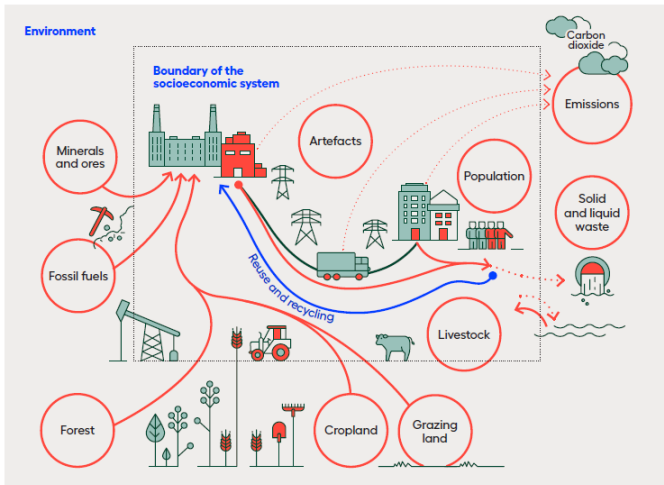 Environment
Carbon
dioxide
Boundary of the
socioeconomic system
Emissions
Minerals
and ores
Artefacts
Population
Solid
and liquid
waste
Fossil fuels
Reuse and recycling
Livestock
Forest
Cropland
Grazing
land